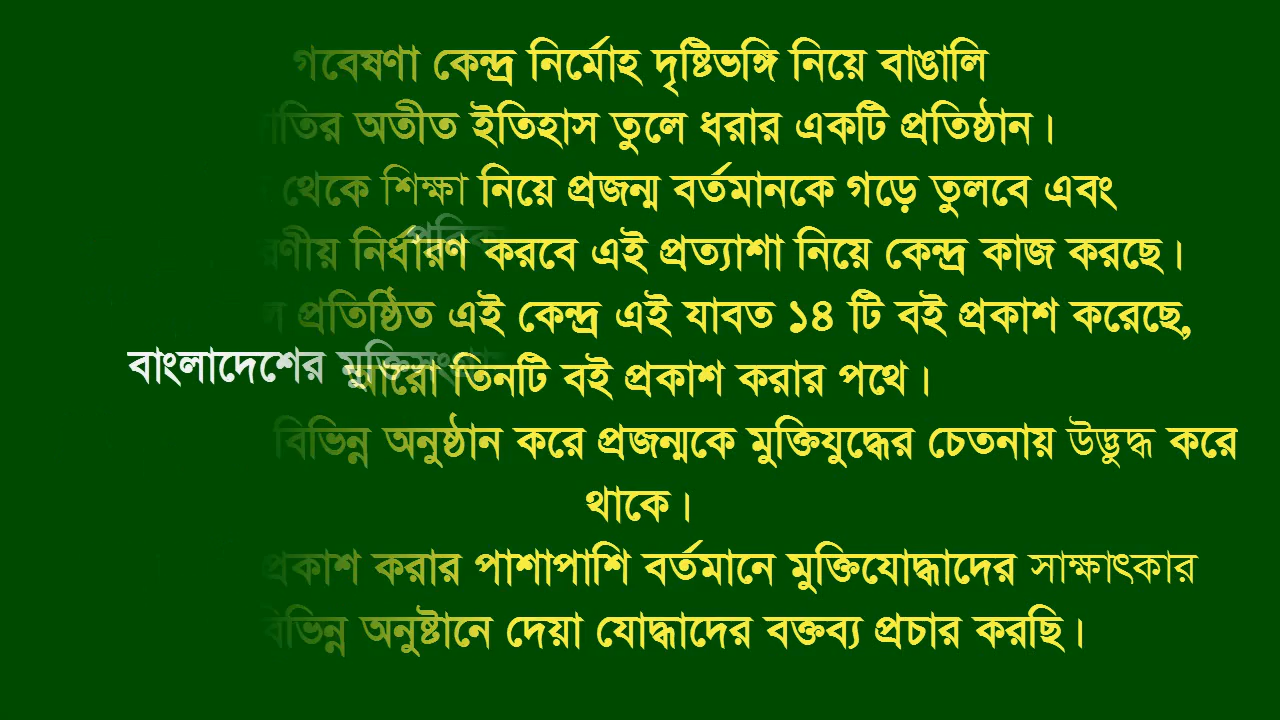 গবেষণা কেন্দ্র নির্মোহ দৃষ্টিভঙ্গি নিয়ে বাঙালি
অতীত ইতিহাস তুলে ধরার একটি প্রতিষ্ঠান।
থেকে শিক্ষা নিয়ে প্রজন্ম বর্তমানকে গড়ে তুলবে এবং
নির্ধারণ করবে এই প্রত্যাশা নিয়ে কেন্দ্র কাজ করছে।
প্রতিষ্ঠিত এই কেন্দ্র এই যাবত ১৪ টি বই প্রকাশ করেছে,
বাংলাদেশের
আরো তিনটি বই প্রকাশ করার পথে।
বিভিন্ন অনুষ্ঠান করে প্রজন্মকে মুক্তিযুদ্ধের চেতনায় উদ্ভুদ্ধ করে
থাকে।
প্রকাশ করার পাশাপাশি বর্তমানে মুক্তিযোদ্ধাদের সাক্ষাৎকার
বিভিন্ন অনুষ্টানে দেয়া যোদ্ধাদের বক্তব্য প্রচার করছি।